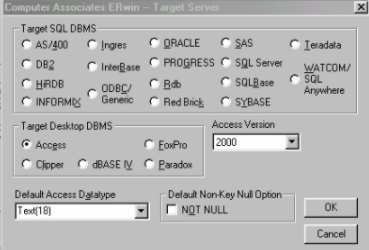 Computer Associates ERwin -- Target Server
Target SQL DBMS
AS/400 Ingres ORACLE SAS Teradata
DB2 InterBase PROGRESS SQL Server WATCOM/
HiRDB ODBC/ Rdb SQLBase SQL
INFORMIX Generic Red Brick SYBASE Anywhere
Target Desktop DBMS
Access FoxPro
Clipper dBASE IV Paradox
Access Version
2000
Default Access Datatype
Text(18)
Default Non-Key Null Option
NOT NULL
OK
Cancel